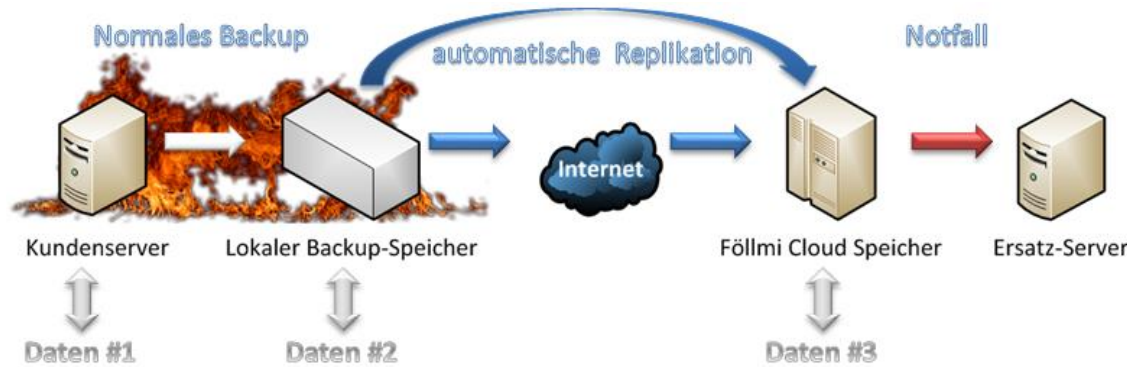 Normales Backup
automatische Replikation
Notfall
Internet
Kundenserver
Lokaler Backup-Speicher
Föllmi Cloud Speicher
Ersatz-Server
Daten #1
Daten #2
Daten #3